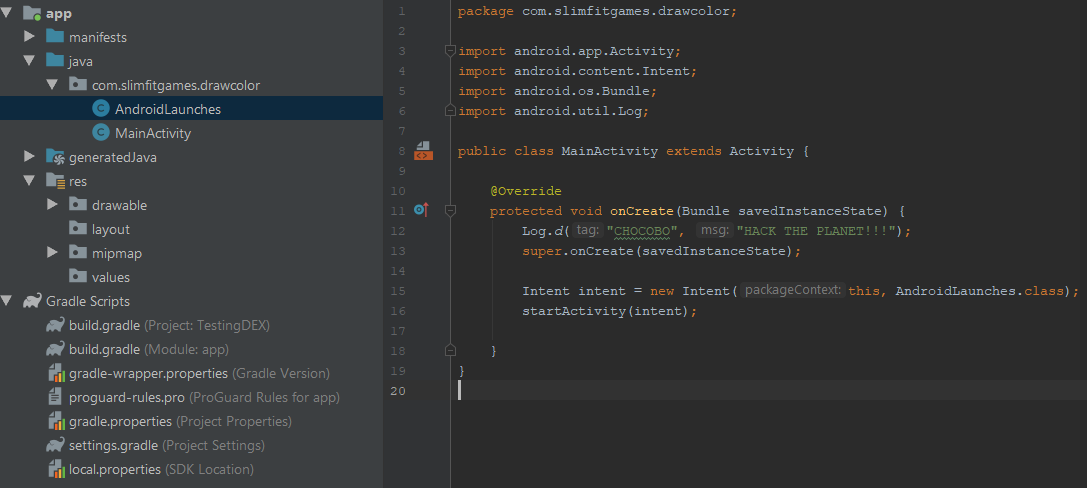 app
manifests
java
com.slimfitgames.drawcolor
AndroidLaunches
MainActivity
generatedJava
res
drawable
layout
mipmap
values
Gradle Scripts
build.gradle (Project: TestingDEX)
build.gradle (Module: app)
gradle-wrapper.properties (Gradle Version)
proguard-rules.pro (ProGuard Rules for app)
gradle.properties (Project Properties)
settings.gradle (Project Settings)
local.properties (SDK Location)
1 package com.slimfitgames.drawcolor;
2
3 import android.app.Activity;
4 import android.content.Intent;
5 import android.os.Bundle;
6 import android.util.Log;
7
8 public class MainActivity extends Activity {
9
10 @Override
11 protected void onCreate(Bundle savedInstanceState) {
12 Log.d( tag: "CHOCOBO", msg: "HACK THE PLANET!!!");
13 super.onCreate(savedInstanceState);
14
15 Intent intent = new Intent( packageContext: this, AndroidLaunches.class);
16 startActivity(intent);
17
18 }
19 }
20